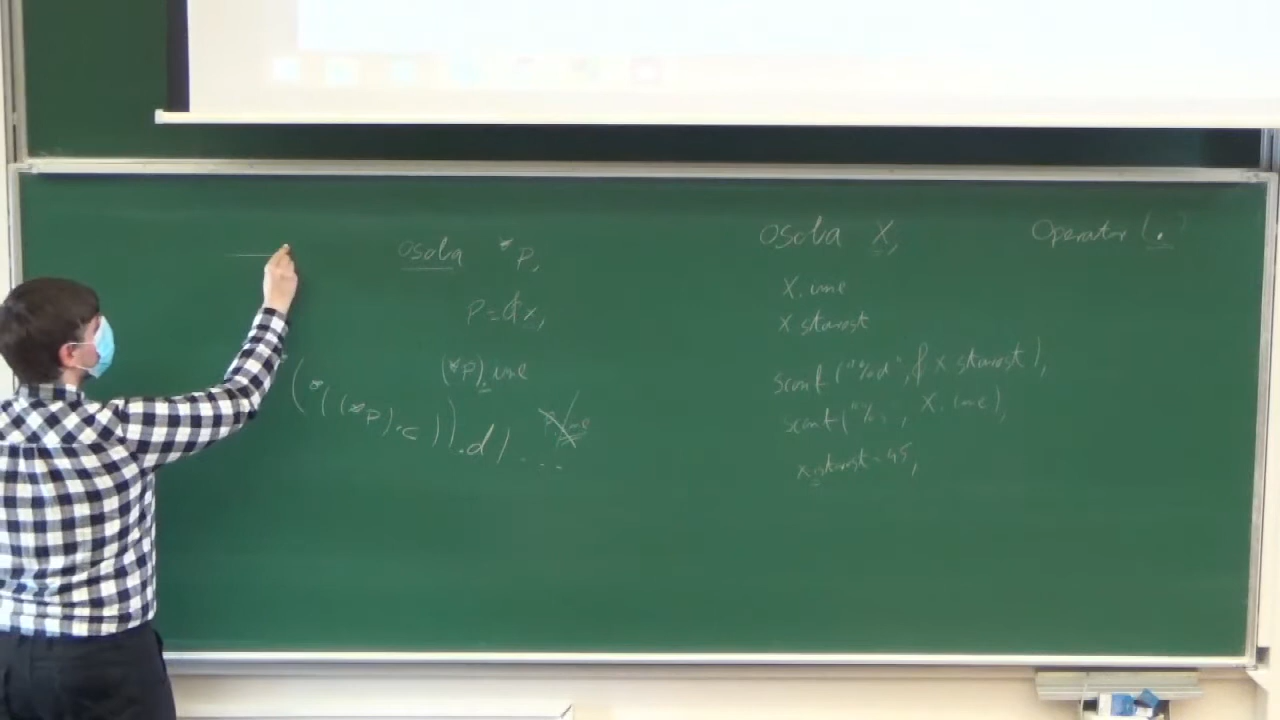 osoba *P;
P=&x;
(*P).ime
(*((*P).c)).d)....
osoba X;
X.ime
X starost
scanf("%d", &X starost);
scanf("%s, X.ime);
x.starost=45;
Operator (.)